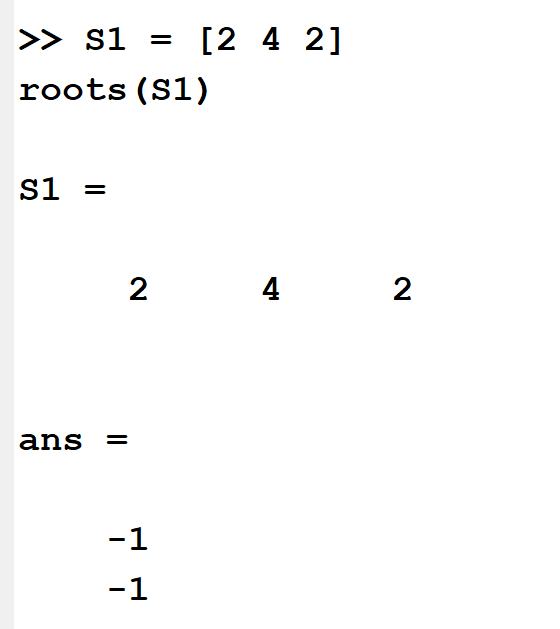 >> S1 = [2 4 2]
roots(S1)
S1 =
2 4 2
ans =
-1
-1